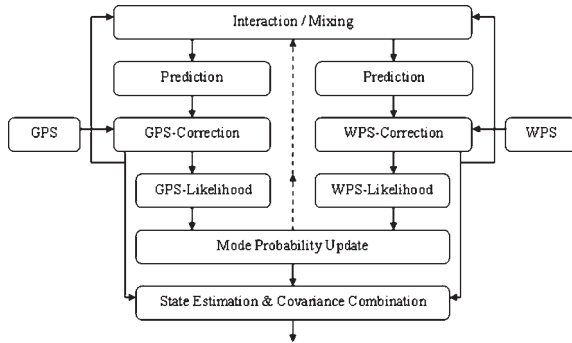 Interaction / Mixing
Prediction
Prediction
GPS
GPS-Correction
WPS-Correction
WPS
GPS-Likelihood
WPS-Likelihood
Mode Probability Update
State Estimation & Covariance Combination